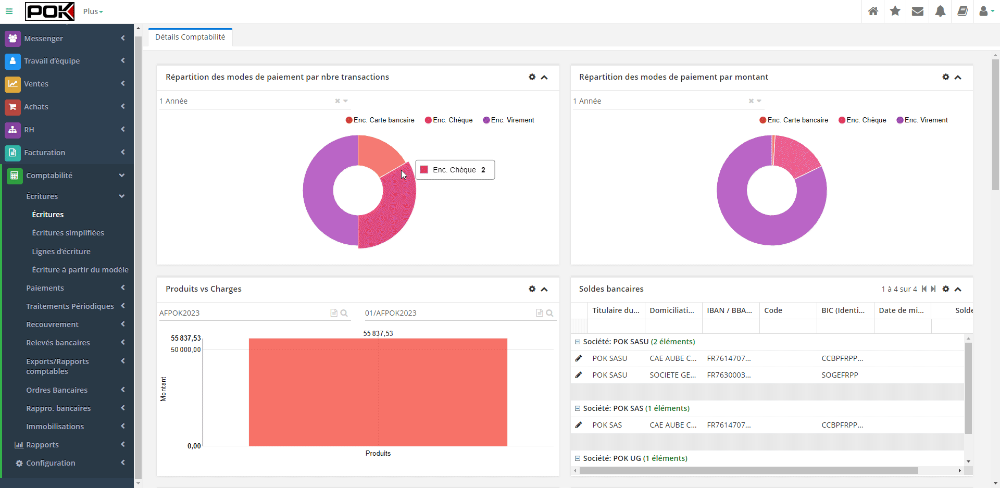 POK
Plus
Messenger
Travail d'équipe
Ventes
Achats
RH
Facturation
Comptabilité
Écritures
Écritures
Écritures simplifiées
Lignes d'écriture
Écriture à partir du modèle
Paiements
Traitements Périodiques
Recouvrement
Relevés bancaires
Exports/Rapports
comptables
Ordres Bancaires
Rappro. bancaires
Immobilisations
Rapports
Configuration
Détails Comptabilité
Répartition des modes de paiement par nbre transactions
1 Année
Enc. Carte bancaire Enc. Chèque Enc. Virement
Enc. Chèque 2
Répartition des modes de paiement par montant
1 Année
Enc. Carte bancaire Enc. Chèque Enc. Virement
Produits vs Charges
AFPOK2023 01/AFPOK2023
55 837,53
55 837,53
50 000,00
Montant
0,00
Produits
Soldes bancaires 1 à 4 sur 4
Titulaire du... Domiciliati... IBAN / BBA... Code BIC (Identi... Date de mi... Solde
Société: POK SASU (2 éléments)
POK SASU CAE AUBE C... FR7614707... CCBPFRPP...
POK SASU SOCIETE GE... FR7630003... SOGEFRPP
Société: POK SAS (1 éléments)
POK SAS CAE AUBE C... FR7614707... CCBPFRPP...
Société: POK UG (1 éléments)